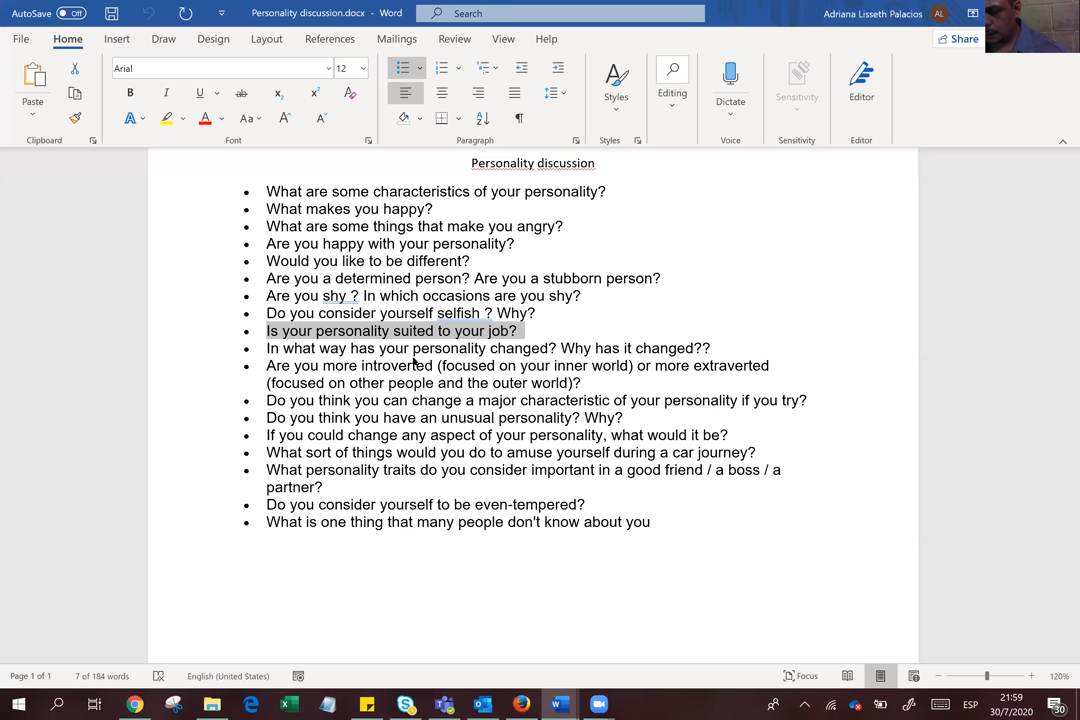 AutoSave Off Personality discussion.docx - Word Search Adriana Lisseth Palacios AL
File Home Insert Draw Design Layout References Mailings Review View Help Share
Arial 12
Paste Styles Editing Dictate Sensitivity Editor
Clipboard Font Paragraph Styles Voice Sensitivity Editor
Personality discussion
• What are some characteristics of your personality?
• What makes you happy?
• What are some things that make you angry?
• Are you happy with your personality?
• Would you like to be different?
• Are you a determined person? Are you a stubborn person?
• Are you shy ? In which occasions are you shy?
• Do you consider yourself selfish ? Why?
• Is your personality suited to your job?
• In what way has your personality changed? Why has it changed??
• Are you more introverted (focused on your inner world) or more extraverted
(focused on other people and the outer world)?
• Do you think you can change a major characteristic of your personality if you try?
• Do you think you have an unusual personality? Why?
• If you could change any aspect of your personality, what would it be?
• What sort of things would you do to amuse yourself during a car journey?
• What personality traits do you consider important in a good friend / a boss / a
partner?
• Do you consider yourself to be even-tempered?
• What is one thing that many people don't know about you
Page 1 of 1 7 of 184 words English (United States) Focus 120%
ESP 21:59
30/7/2020 30